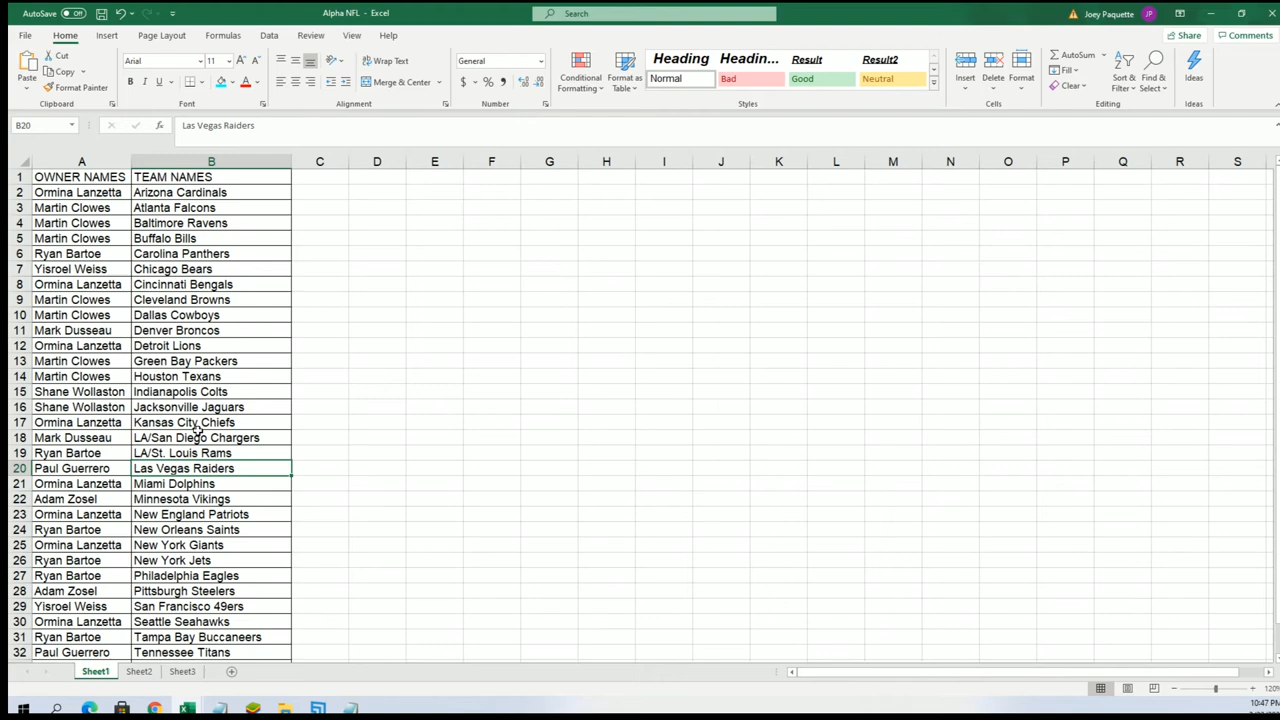 AutoSave Off Alpha NFL - Excel Search Joey Paquette JP
File Home Insert Page Layout Formulas Data Review View Help Share Comments
Paste Cut Copy Format Painter Clipboard
Arial 11 A A B I U A Font
Wrap Text Merge & Center Alignment
General $ % , Number
Conditional Formatting Format as Table
Heading Headin... Result Result2
Normal Bad Good Neutral Styles
Insert Delete Format Cells
AutoSum Fill Clear Sort & Filter Find & Select Editing
Ideas Ideas
B20 fx Las Vegas Raiders
A B C D E F G H I J K L M N O P Q R S
1 OWNER NAMES TEAM NAMES
2 Ormina Lanzetta Arizona Cardinals
3 Martin Clowes Atlanta Falcons
4 Martin Clowes Baltimore Ravens
5 Martin Clowes Buffalo Bills
6 Ryan Bartoe Carolina Panthers
7 Yisroel Weiss Chicago Bears
8 Ormina Lanzetta Cincinnati Bengals
9 Martin Clowes Cleveland Browns
10 Martin Clowes Dallas Cowboys
11 Mark Dusseau Denver Broncos
12 Ormina Lanzetta Detroit Lions
13 Martin Clowes Green Bay Packers
14 Martin Clowes Houston Texans
15 Shane Wollaston Indianapolis Colts
16 Shane Wollaston Jacksonville Jaguars
17 Ormina Lanzetta Kansas City Chiefs
18 Mark Dusseau LA/San Diego Chargers
19 Ryan Bartoe LA/St. Louis Rams
20 Paul Guerrero Las Vegas Raiders
21 Ormina Lanzetta Miami Dolphins
22 Adam Zosel Minnesota Vikings
23 Ormina Lanzetta New England Patriots
24 Ryan Bartoe New Orleans Saints
25 Ormina Lanzetta New York Giants
26 Ryan Bartoe New York Jets
27 Ryan Bartoe Philadelphia Eagles
28 Adam Zosel Pittsburgh Steelers
29 Yisroel Weiss San Francisco 49ers
30 Ormina Lanzetta Seattle Seahawks
31 Ryan Bartoe Tampa Bay Buccaneers
32 Paul Guerrero Tennessee Titans
Sheet1 Sheet2 Sheet3
120%
10:47 PM